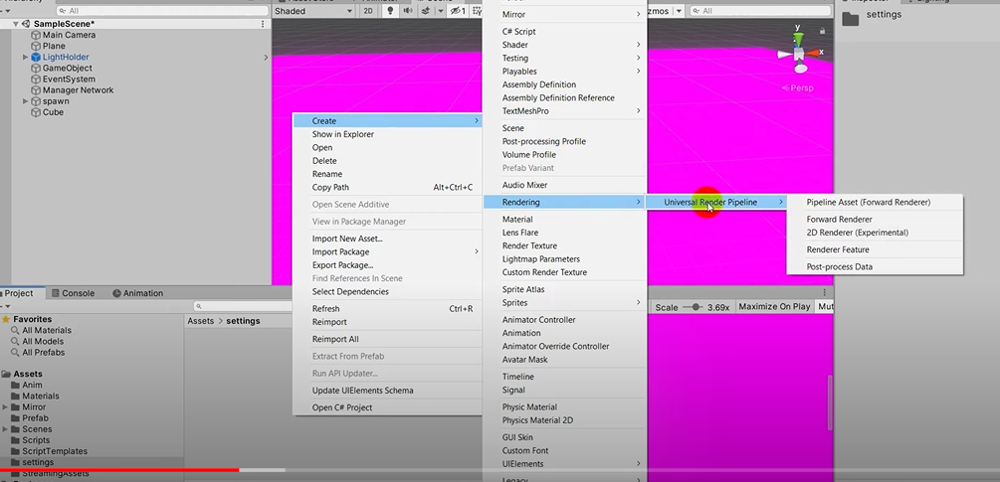 All
SampleScene*
Main Camera
Plane
LightHolder
GameObject
EventSystem
Manager Network
spawn
Cube
Shaded
2D
1
All
Persp
y
x
settings
Create
Show in Explorer
Open
Delete
Rename
Copy Path Alt+Ctrl+C
Open Scene Additive
View in Package Manager
Import New Asset...
Import Package
Export Package...
Find References In Scene
Select Dependencies
Refresh Ctrl+R
Reimport
Reimport All
Extract From Prefab
Run API Updater...
Update UIElements Schema
Open C# Project
Mirror
C# Script
Shader
Testing
Playables
Assembly Definition
Assembly Definition Reference
TextMeshPro
Scene
Post-processing Profile
Volume Profile
Prefab Variant
Audio Mixer
Rendering
Material
Lens Flare
Render Texture
Lightmap Parameters
Custom Render Texture
Sprite Atlas
Sprites
Animator Controller
Animation
Animator Override Controller
Avatar Mask
Timeline
Signal
Physic Material
Physics Material 2D
GUI Skin
Custom Font
UIElements
Legacy
Universal Render Pipeline
Pipeline Asset (Forward Renderer)
Forward Renderer
2D Renderer (Experimental)
Renderer Feature
Post-process Data
Project Console Animation
Scale 3.69x Maximize On Play Mut
Favorites
All Materials
All Models
All Prefabs
Assets
Anim
Materials
Mirror
Prefab
Scenes
Scripts
ScriptTemplates
settings
StreamingAssets
Assets > settings